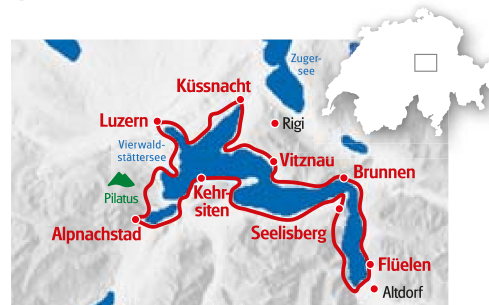 Zuger-
see
Küssnacht
Luzern
Rigi
Vierwald-
stättersee
Vitznau
Brunnen
Pilatus
Kehr-
siten
Alpnachstad
Seelisberg
Flüelen
Altdorf